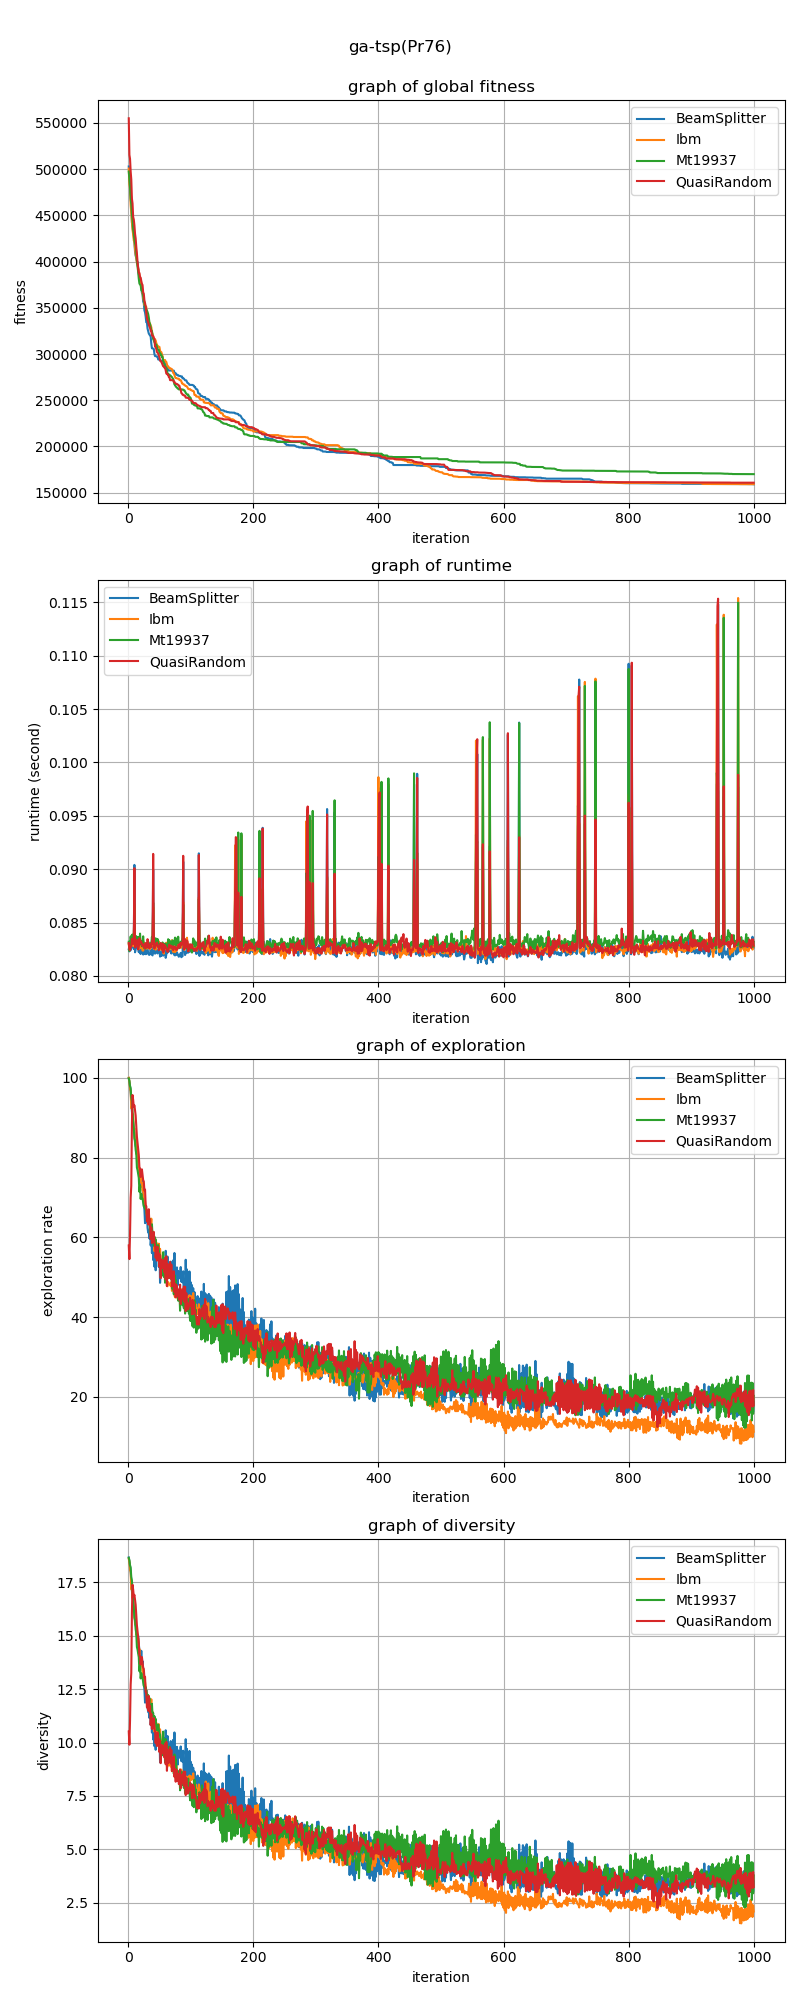 ga-tsp(Pr76)
graph of global fitness
550000
500000
450000
400000
350000
300000
250000
200000
150000
fitness
BeamSplitter
Ibm
Mt19937
QuasiRandom
0 200 400 600 800 1000
iteration
graph of runtime
0.115
0.110
0.105
0.100
0.095
0.090
0.085
0.080
runtime (second)
BeamSplitter
Ibm
Mt19937
QuasiRandom
0 200 400 600 800 1000
iteration
graph of exploration
100
80
60
40
20
exploration rate
BeamSplitter
Ibm
Mt19937
QuasiRandom
0 200 400 600 800 1000
iteration
graph of diversity
17.5
15.0
12.5
10.0
7.5
5.0
2.5
diversity
BeamSplitter
Ibm
Mt19937
QuasiRandom
0 200 400 600 800 1000
iteration